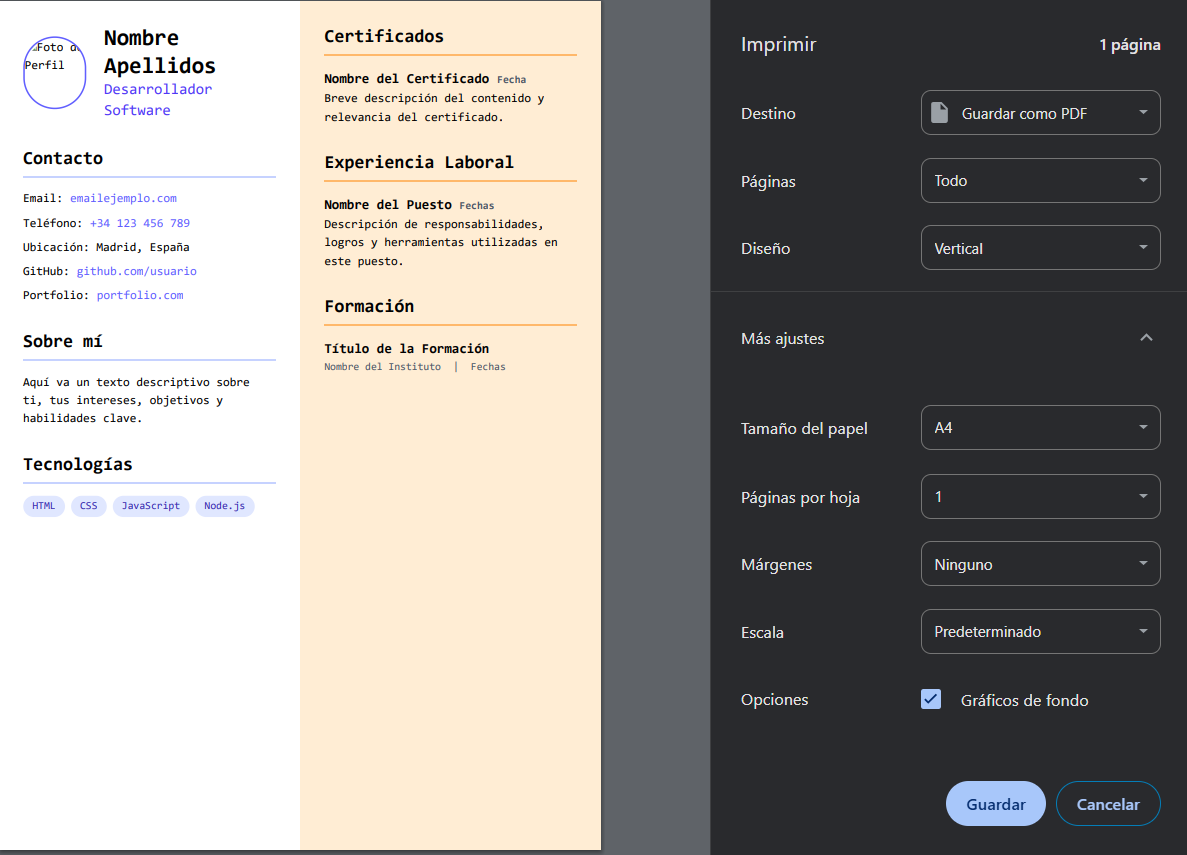 Foto de
Perfil
Nombre
Apellidos
Desarrollador
Software
Contacto
Email: emailejemplo.com
Teléfono: +34 123 456 789
Ubicación: Madrid, España
GitHub: github.com/usuario
Portfolio: portfolio.com
Sobre mí
Aquí va un texto descriptivo sobre
ti, tus intereses, objetivos y
habilidades clave.
Tecnologías
HTML CSS JavaScript Node.js
Certificados
Nombre del Certificado Fecha
Breve descripción del contenido y
relevancia del certificado.
Experiencia Laboral
Nombre del Puesto Fechas
Descripción de responsabilidades,
logros y herramientas utilizadas en
este puesto.
Formación
Título de la Formación
Nombre del Instituto | Fechas
Imprimir 1 página
Destino Guardar como PDF
Páginas Todo
Diseño Vertical
Más ajustes
Tamaño del papel A4
Páginas por hoja 1
Márgenes Ninguno
Escala Predeterminado
Opciones Gráficos de fondo
Guardar Cancelar